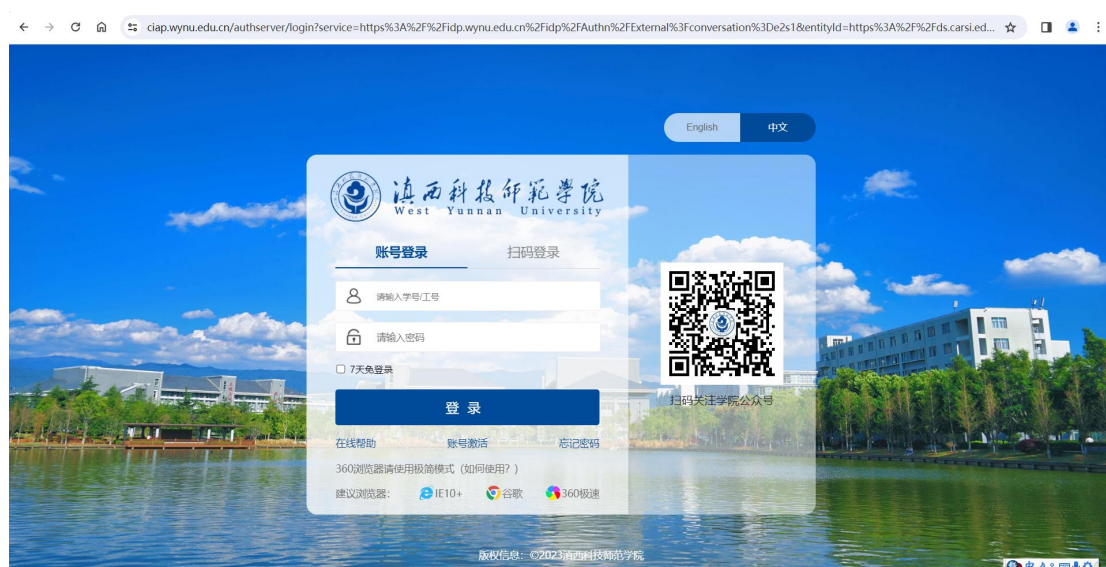 ciap.wynu.edu.cn/authserver/login?service=https%3A%2F%2Fidp.wynu.edu.cn%2Fidp%2FAuthn%2FExternal%3Fconversation%3De2s1&entityId=https%3A%2F%2Fds.carsi.ed...
English 中文
滇西科技师范学院
West Yunnan University
账号登录 扫码登录
请输入学号/工号
请输入密码
7天免登录
登 录
扫码关注学院公众号
在线帮助 账号激活 忘记密码
360浏览器请使用极简模式（如何使用？）
建议浏览器： IE10+ 谷歌 360极速
版权信息：©2023滇西科技师范学院
中